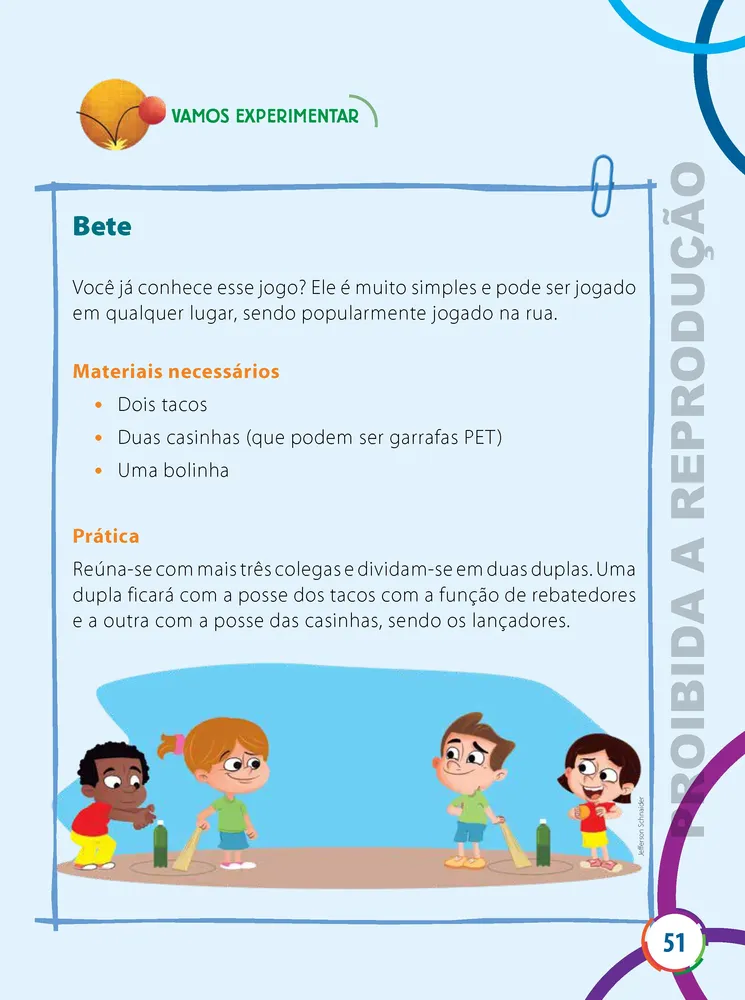 VAMOS EXPERIMENTAR
Bete
Você já conhece esse jogo? Ele é muito simples e pode ser jogado
em qualquer lugar, sendo popularmente jogado na rua.
Materiais necessários
• Dois tacos
• Duas casinhas (que podem ser garrafas PET)
• Uma bolinha
Prática
Reúna-se com mais três colegas e dividam-se em duas duplas. Uma
dupla ficará com a posse dos tacos com a função de rebatedores
e a outra com a posse das casinhas, sendo os lançadores.
Jefferson Schnaider
PROIBIDA A REPRODUÇÃO
51